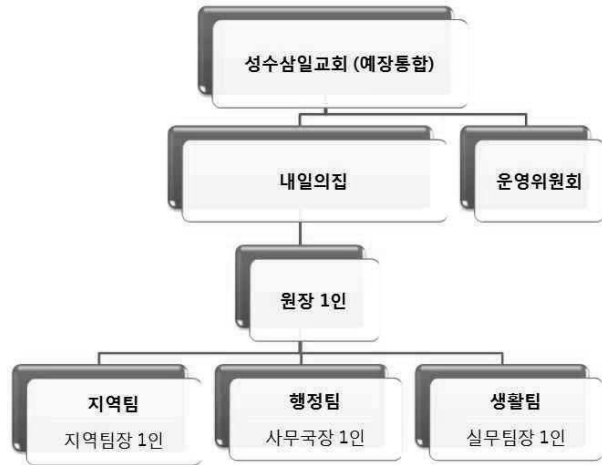 성수삼일교회 (예장통합)
내일의집
운영위원회
원장 1인
지역팀
지역팀장 1인
행정팀
사무국장 1인
생활팀
실무팀장 1인